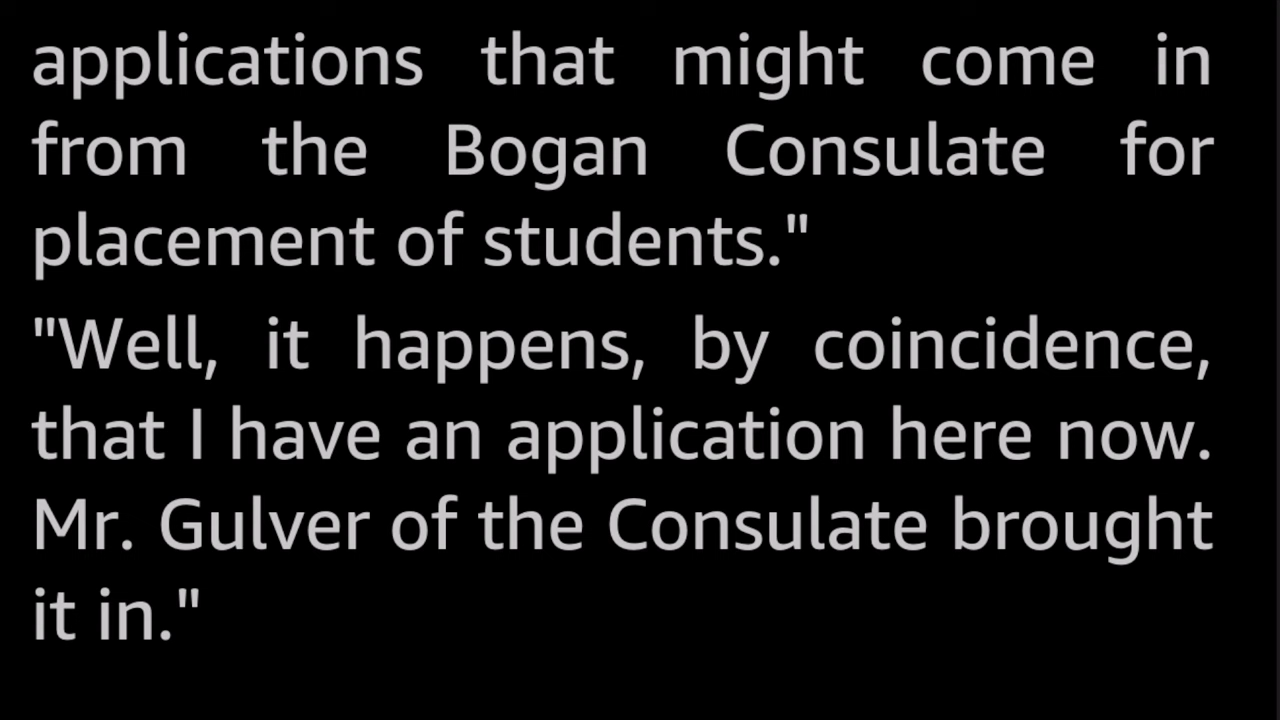 applications that might come in
from the Bogan Consulate for
placement of students."
"Well, it happens, by coincidence,
that I have an application here now.
Mr. Gulver of the Consulate brought
it in."